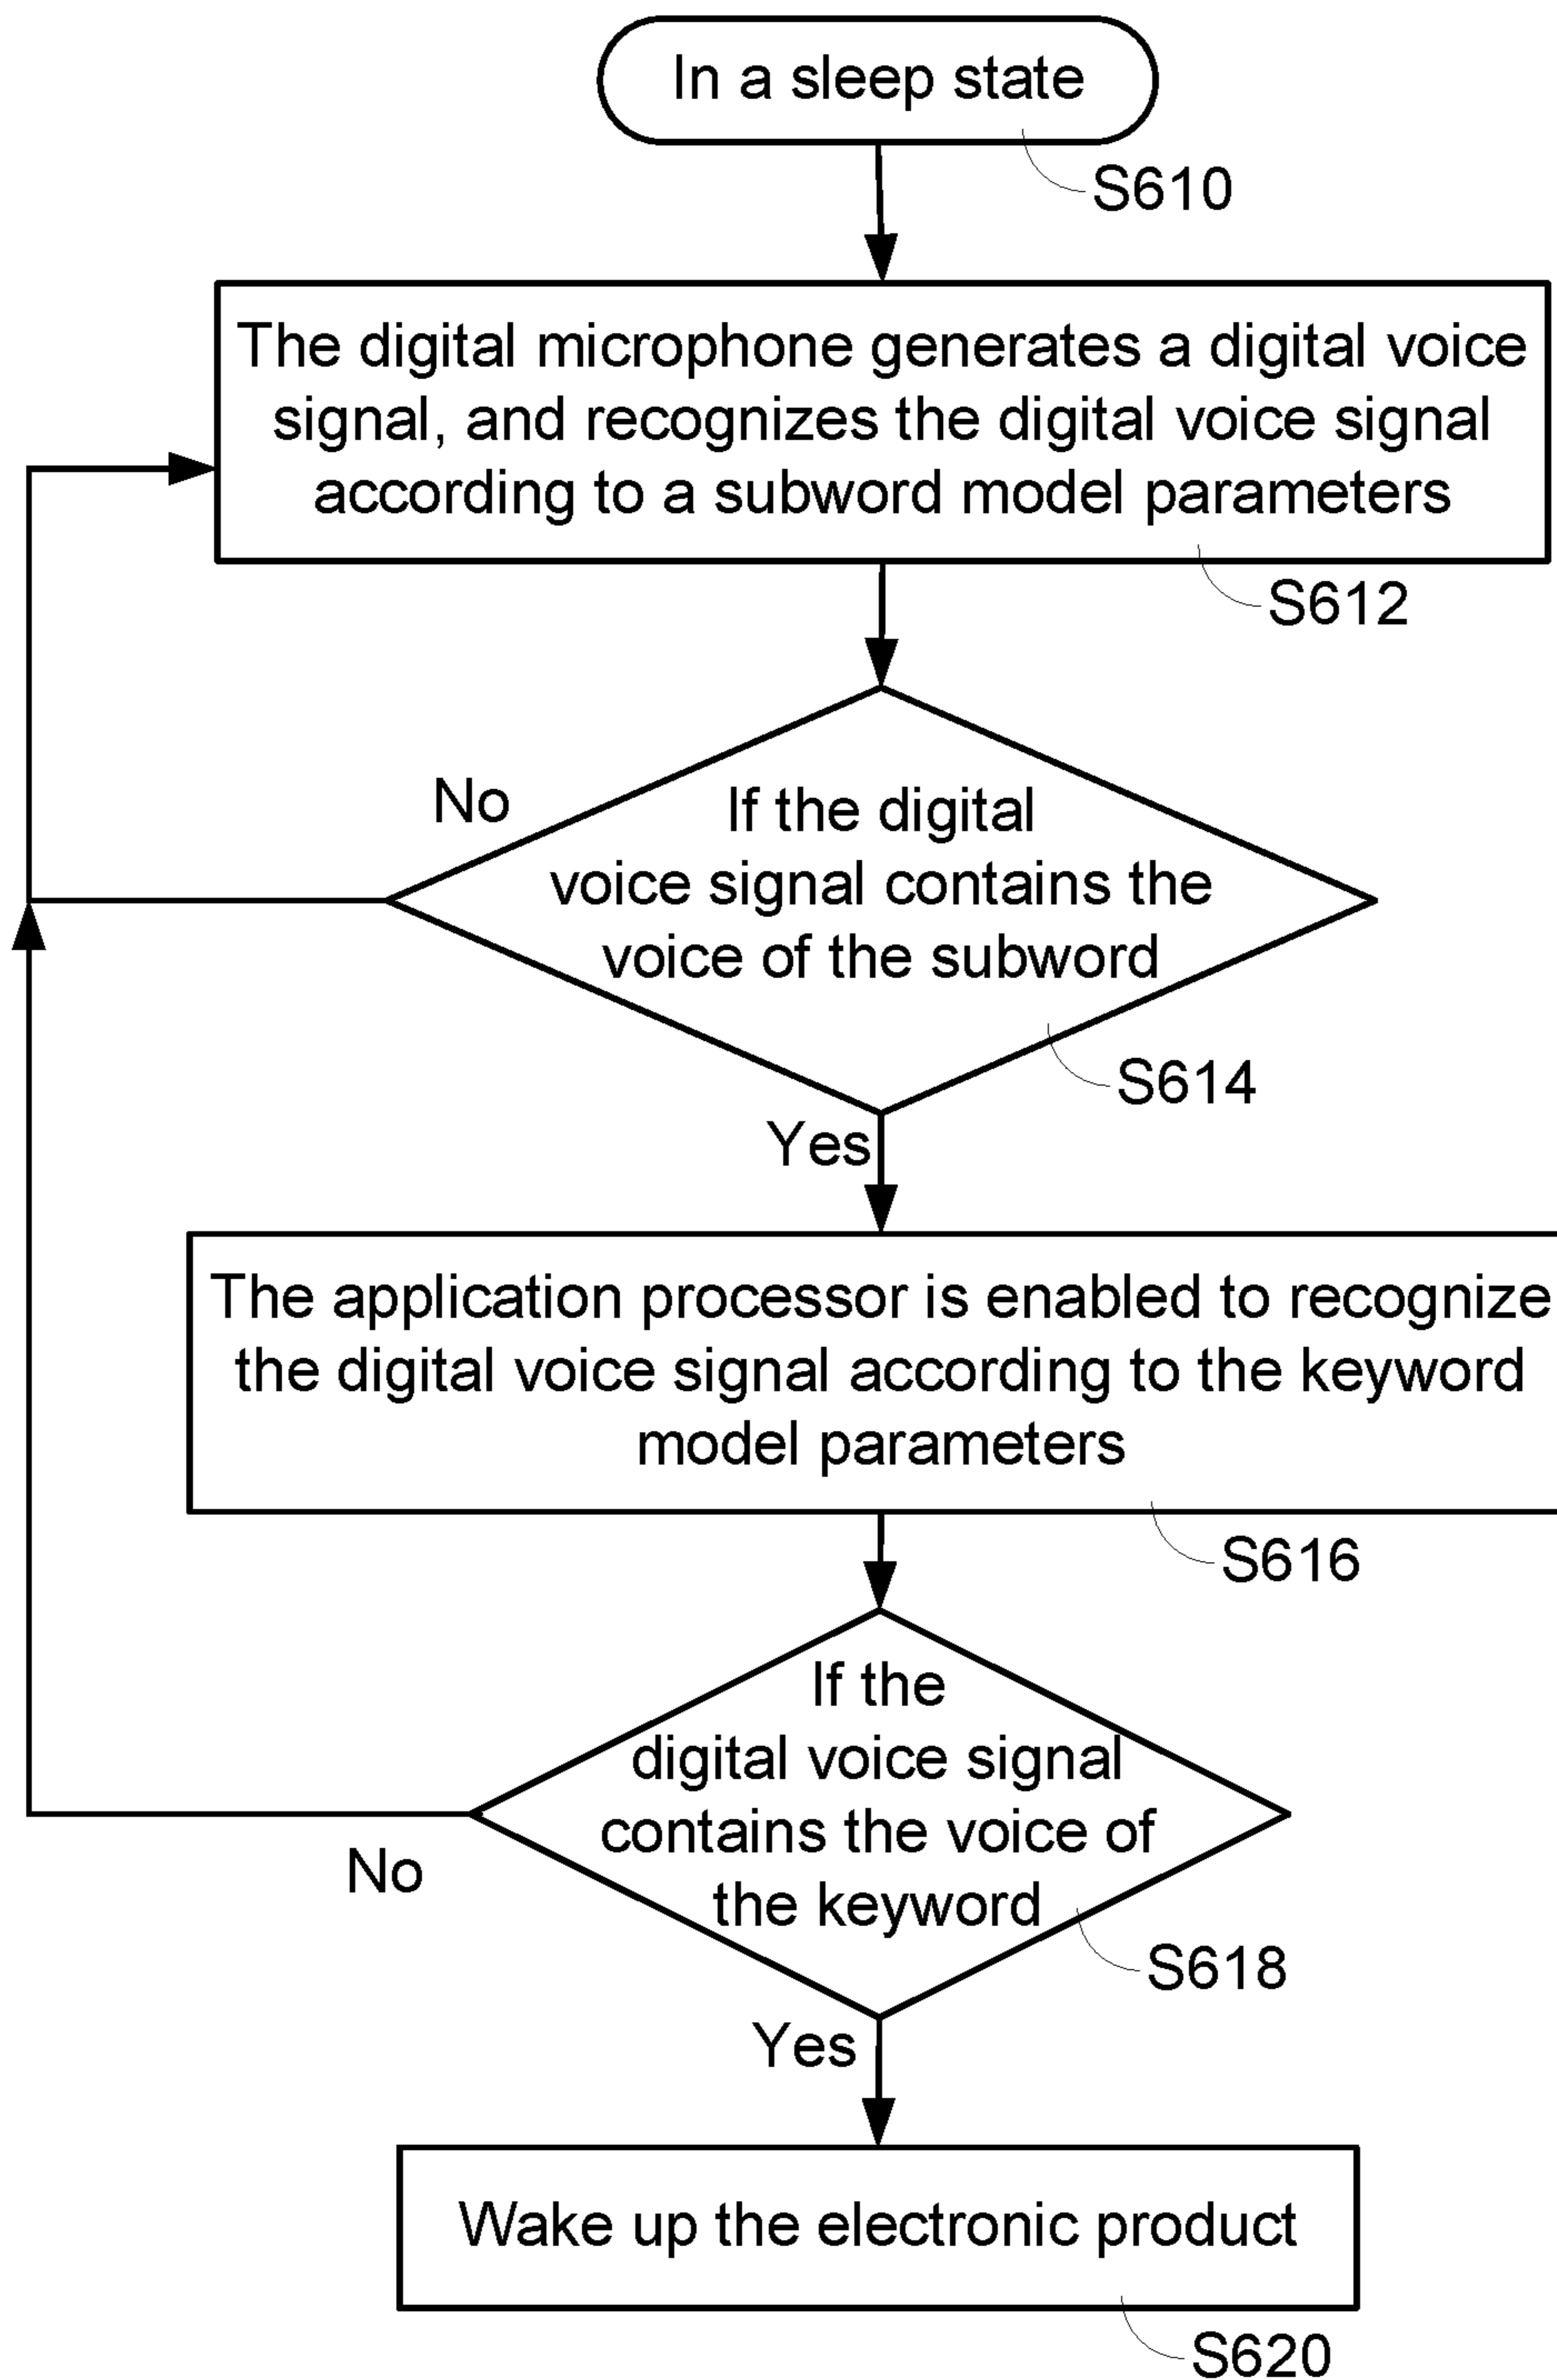 In a sleep state
S610
The digital microphone generates a digital voice
signal, and recognizes the digital voice signal
according to a subword model parameters
S612
No
If the digital
voice signal contains the
voice of the subword
S614
Yes
The application processor is enabled to recognize
the digital voice signal according to the keyword
model parameters
S616
If the
digital voice signal
contains the voice of
the keyword
No
S618
Yes
Wake up the electronic product
S620